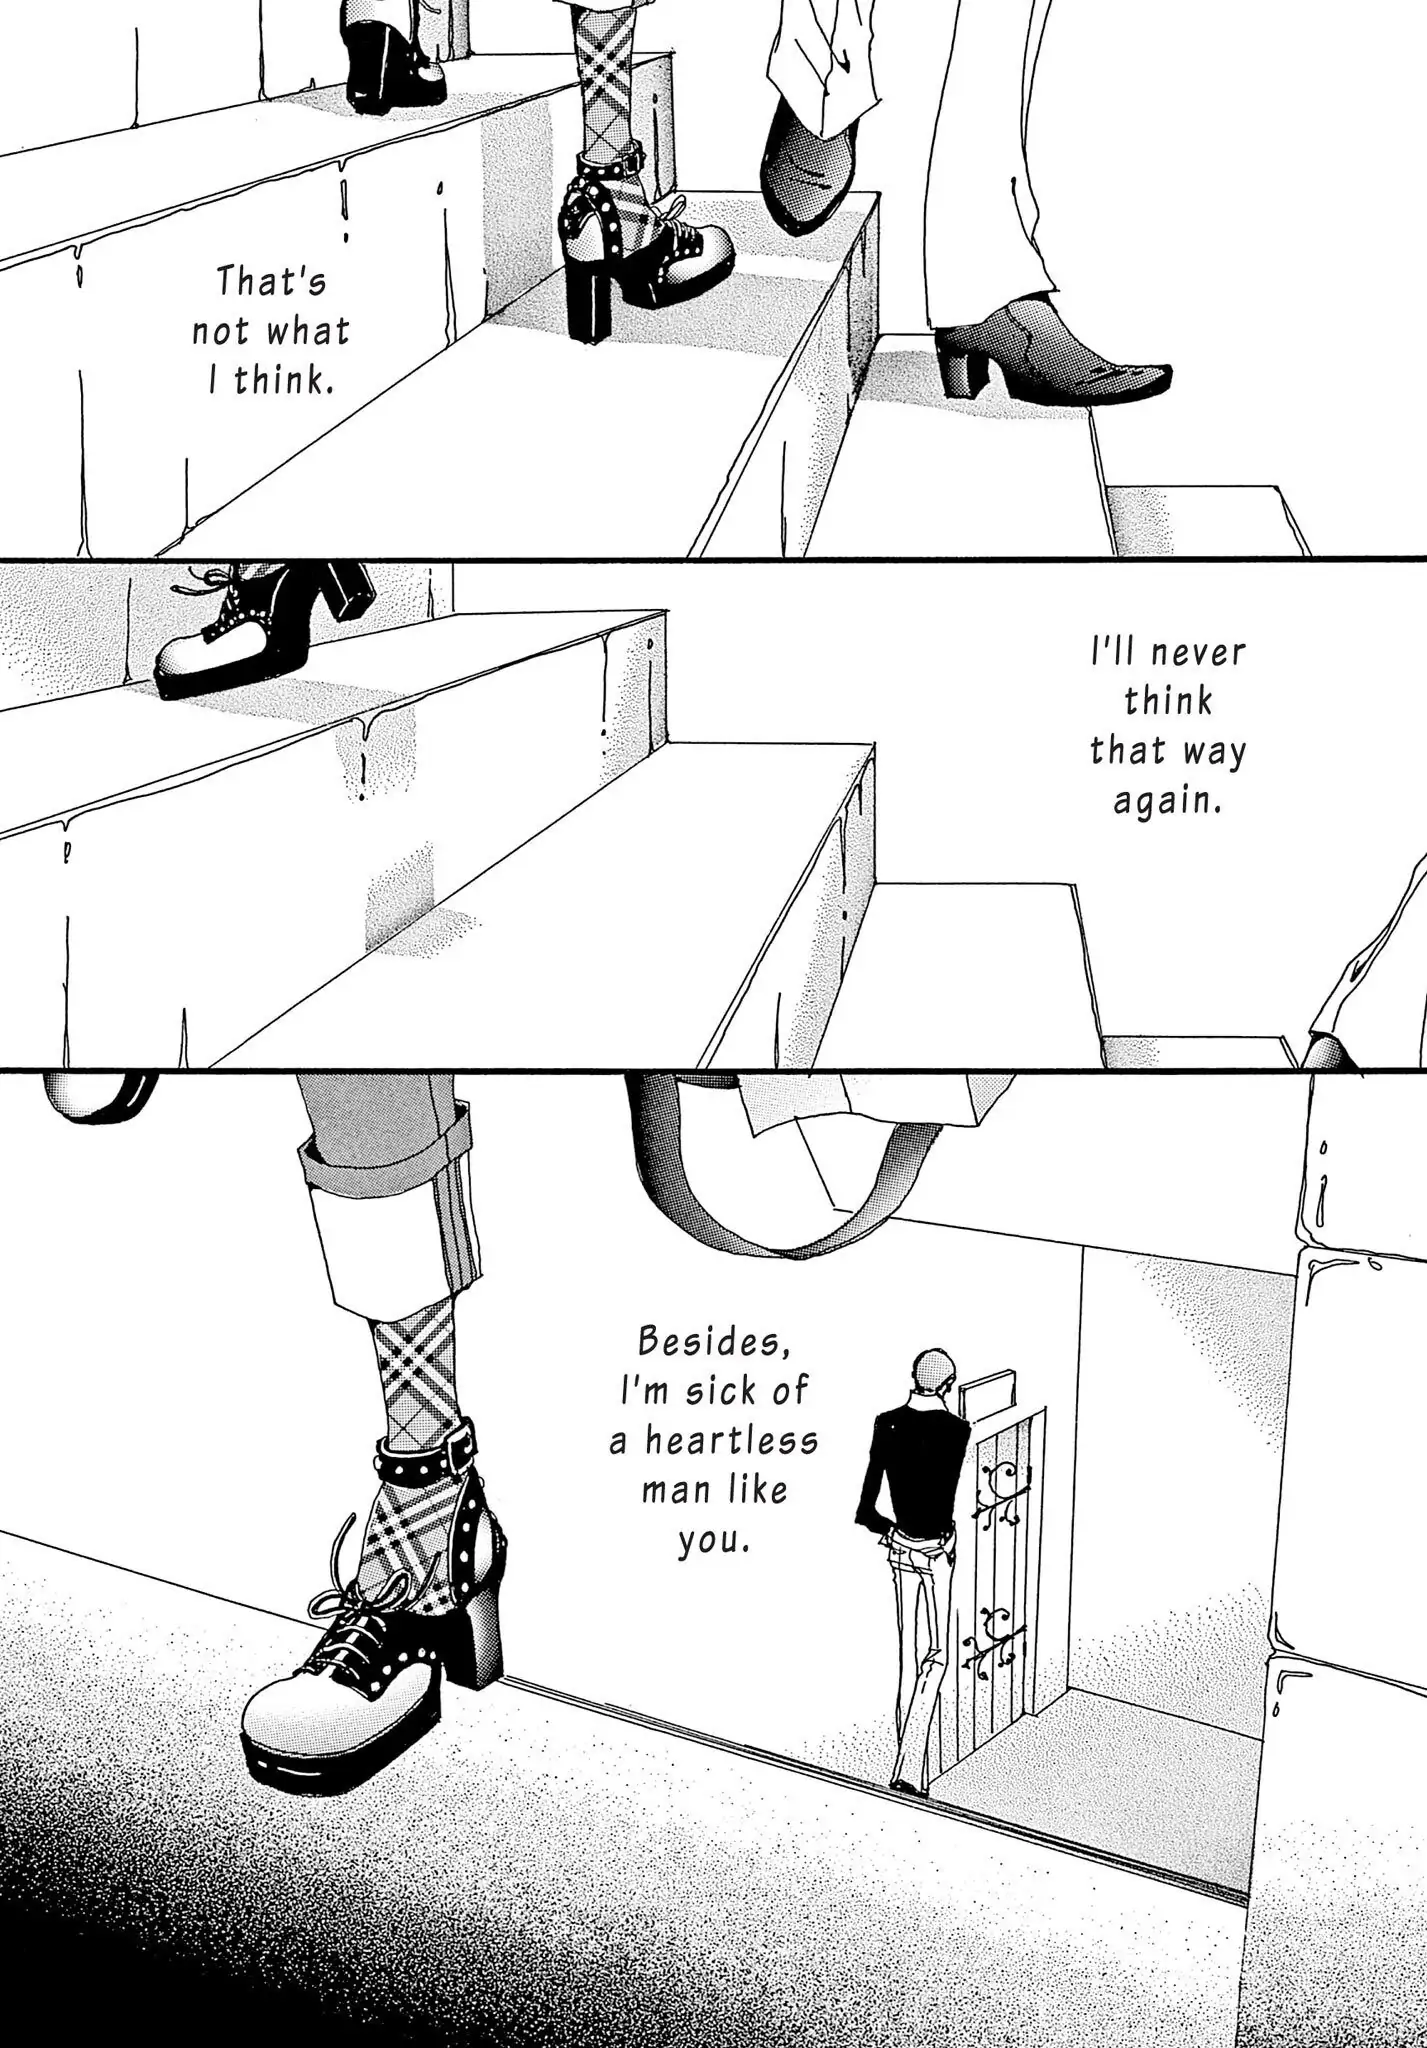 That's
not what
I think.
I'll never
think
that way
again.
Besides,
I'm sick of
a heartless
man like
you.